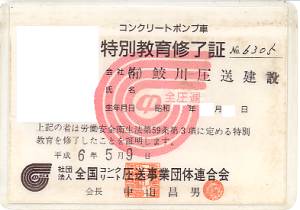 コンクリートポンプ車
特別教育修了証 No.6305
会社 ㈲鮫川圧送建設
氏名
生年月日 昭和 年 月 日
全圧連
上記の者は労働安全衛生法第59条第3項に定める特別
教育を修了したことを証明します。
平成 6年 5月 9日
社団法人 全国コンクリート圧送事業団体連合会
会長 中山昌男